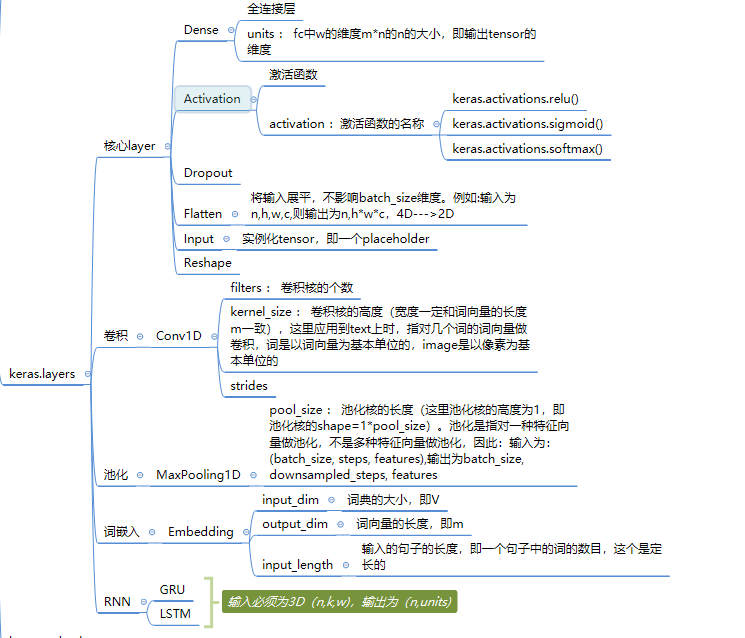 全连接层
Dense
units： fc中w的维度m*n的n的大小，即输出tensor的
维度
激活函数
Activation
keras.activations.relu()
activation：激活函数的名称
keras.activations.sigmoid()
keras.activations.softmax()
核心layer
Dropout
将输入展平，不影响batch_size维度。例如:输入为
n,h,w,c,则输出为n,h*w*c，4D--->2D
Flatten
Input
实例化tensor，即一个placeholder
Reshape
filters： 卷积核的个数
kernel_size： 卷积核的高度（宽度一定和词向量的长度
m一致），这里应用到text上时，指对几个词的词向量做
卷积，词是以词向量为基本单位的，image是以像素为基
本单位的
卷积
Conv1D
strides
keras.layers
pool_size： 池化核的长度（这里池化核的高度为1，即
池化核的shape=1*pool_size）。池化是指对一种特征向
量做池化，不是多种特征向量做池化，因此：输入为：
(batch_size, steps, features),输出为batch_size,
downsampled_steps, features
池化
MaxPooling1D
input_dim
词典的大小，即V
词嵌入
Embedding
output_dim
词向量的长度，即m
输入的句子的长度，即一个句子中的词的数目，这个是定
长的
input_length
RNN
GRU
LSTM
输入必须为3D（n,k,w)，输出为（n,units)